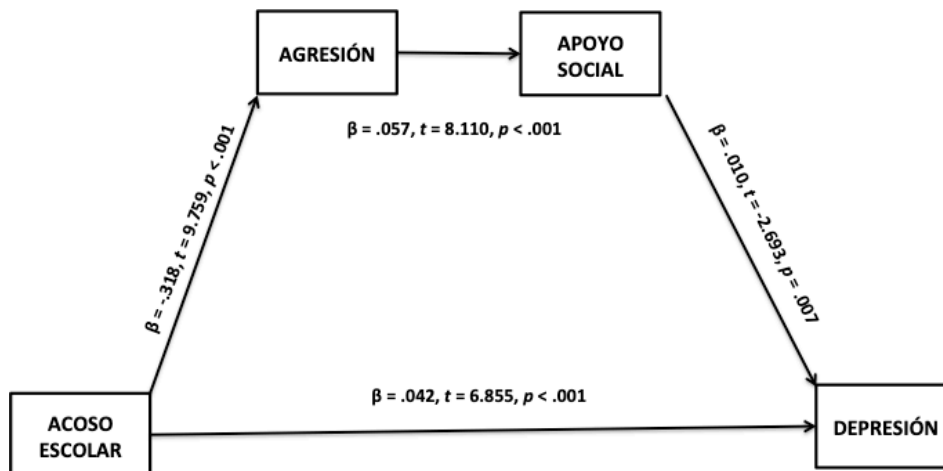 AGRESIÓN
APOYO
SOCIAL
β = .057, t = 8.110, p < .001
β = -.318, t = 9.759, p < .001
β = .010, t = -2.693, p = .007
β = .042, t = 6.855, p < .001
ACOSO
ESCOLAR
DEPRESIÓN